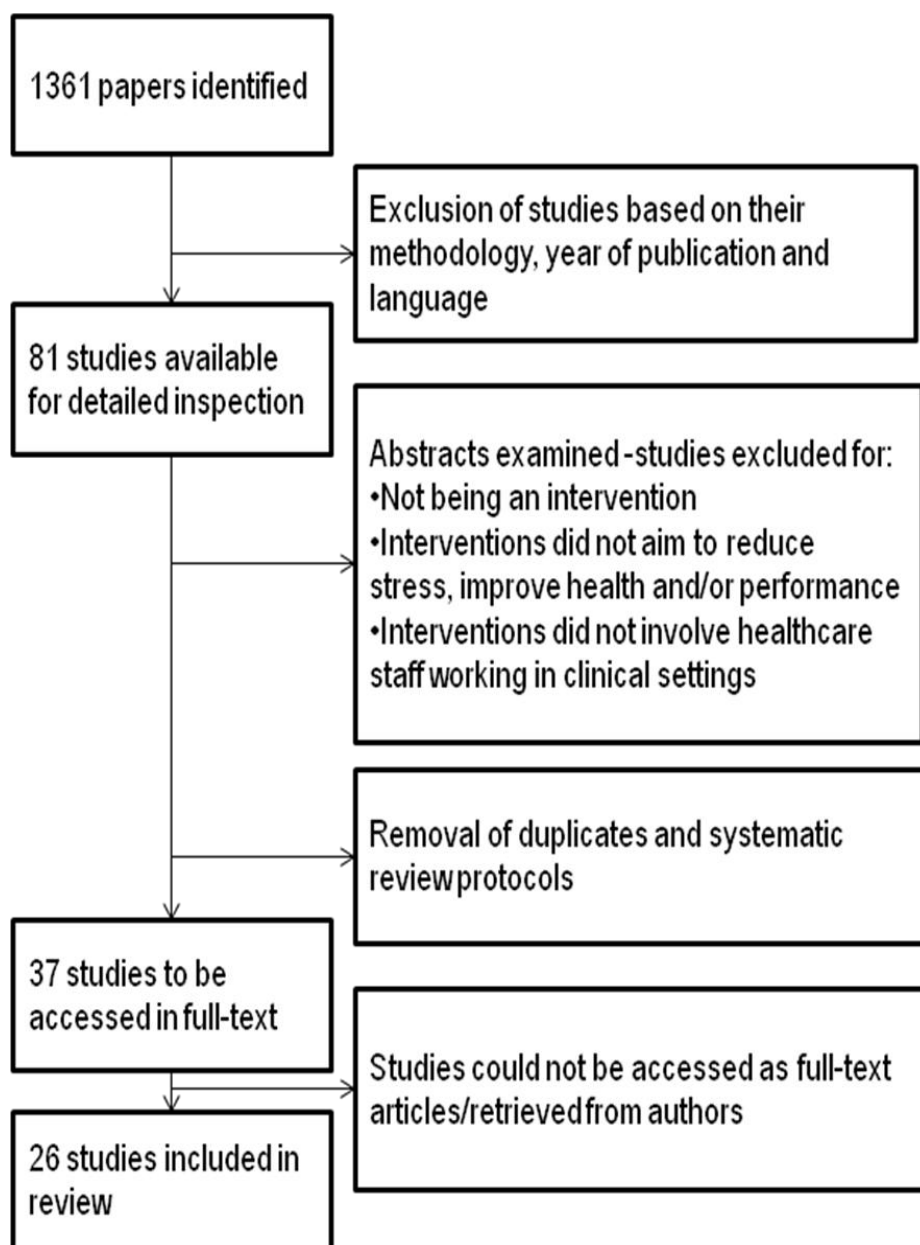 1361 papers identified
Exclusion of studies based on their
methodology, year of publication and
language
81 studies available
for detailed inspection
Abstracts examined -studies excluded for:
•Not being an intervention
•Interventions did not aim to reduce
stress, improve health and/or performance
•Interventions did not involve healthcare
staff working in clinical settings
Removal of duplicates and systematic
review protocols
37 studies to be
accessed in full-text
Studies could not be accessed as full-text
articles/retrieved from authors
26 studies included in
review